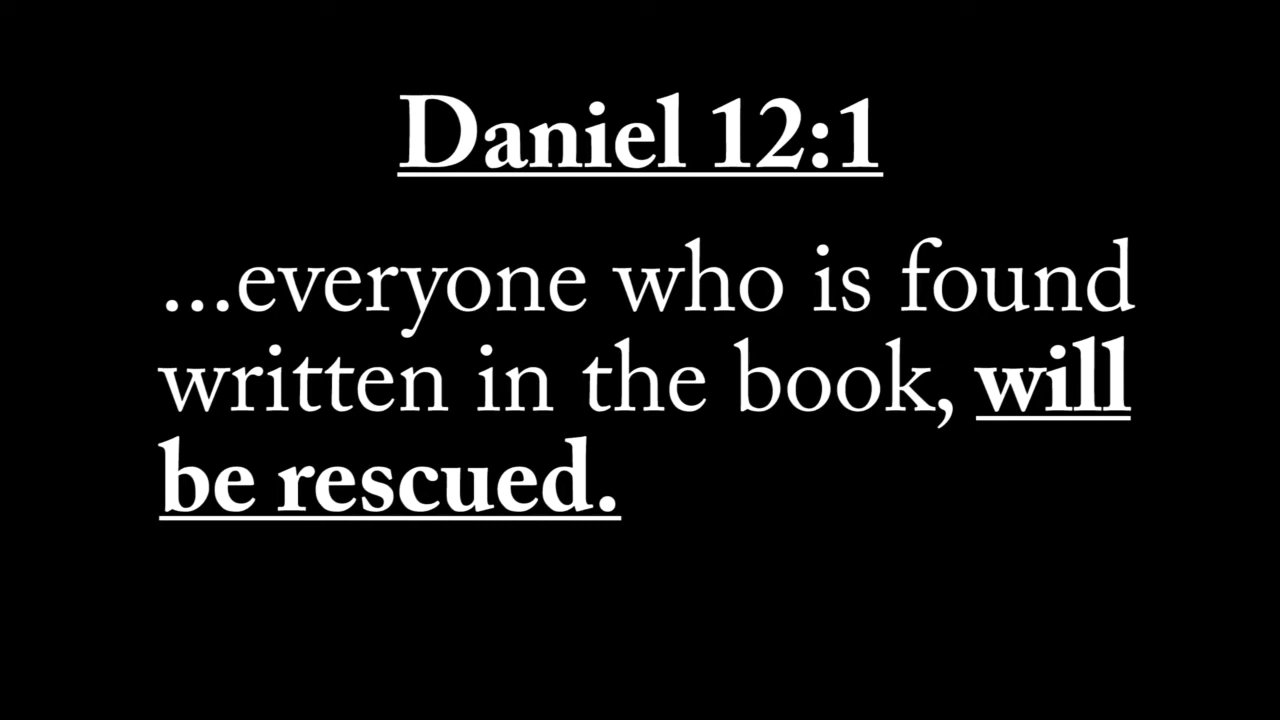 Daniel 12:1
...everyone who is found
written in the book, will
be rescued.